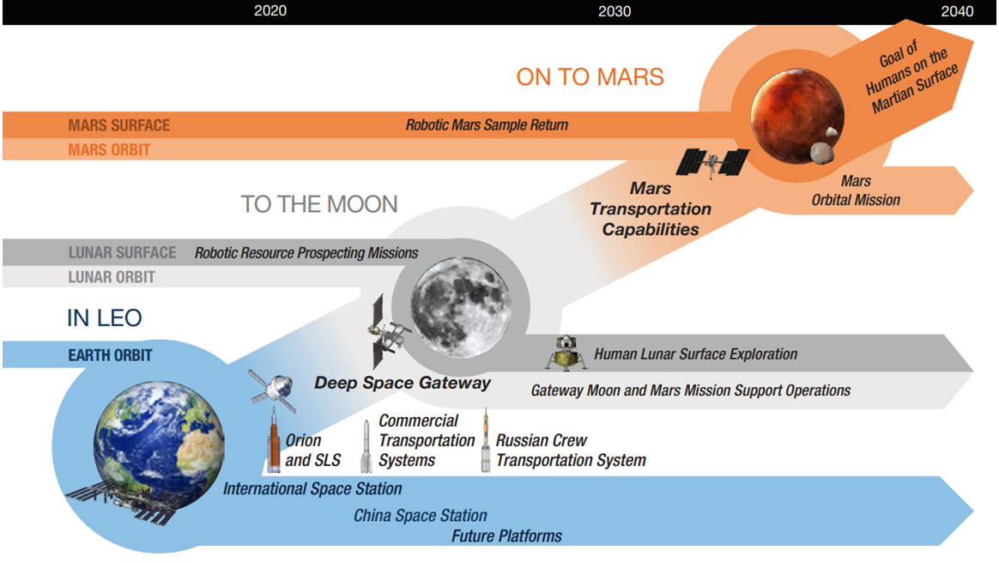 2020 2030 2040
ON TO MARS
Goal of
Humans on the
Martian Surface
MARS SURFACE Robotic Mars Sample Return
MARS ORBIT
Mars
Transportation
Capabilities
Mars
Orbital Mission
TO THE MOON
LUNAR SURFACE Robotic Resource Prospecting Missions
LUNAR ORBIT
IN LEO
EARTH ORBIT
Human Lunar Surface Exploration
Deep Space Gateway
Gateway Moon and Mars Mission Support Operations
Orion
and SLS
Commercial
Transportation
Systems
Russian Crew
Transportation System
International Space Station
China Space Station
Future Platforms